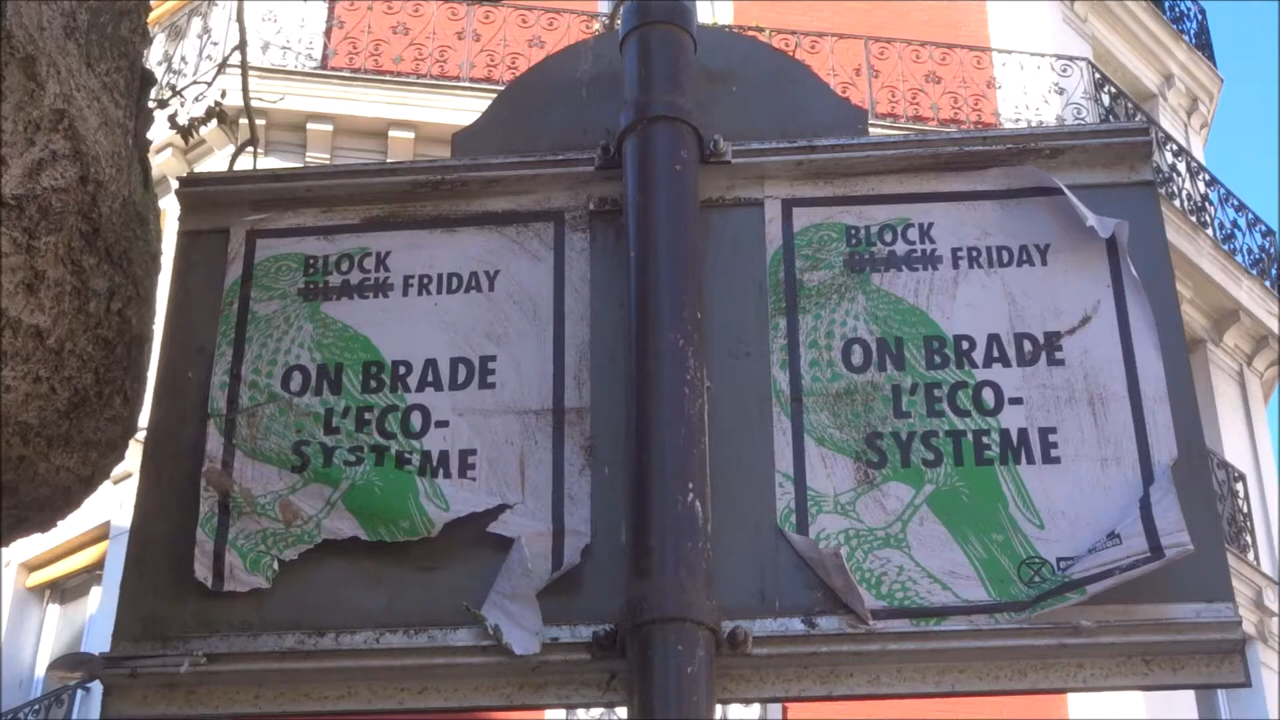 BLOCK
BLACK FRIDAY
ON BRADE
L'ECO-
SYSTEME
BLOCK
BLACK FRIDAY
ON BRADE
L'ECO-
SYSTEME